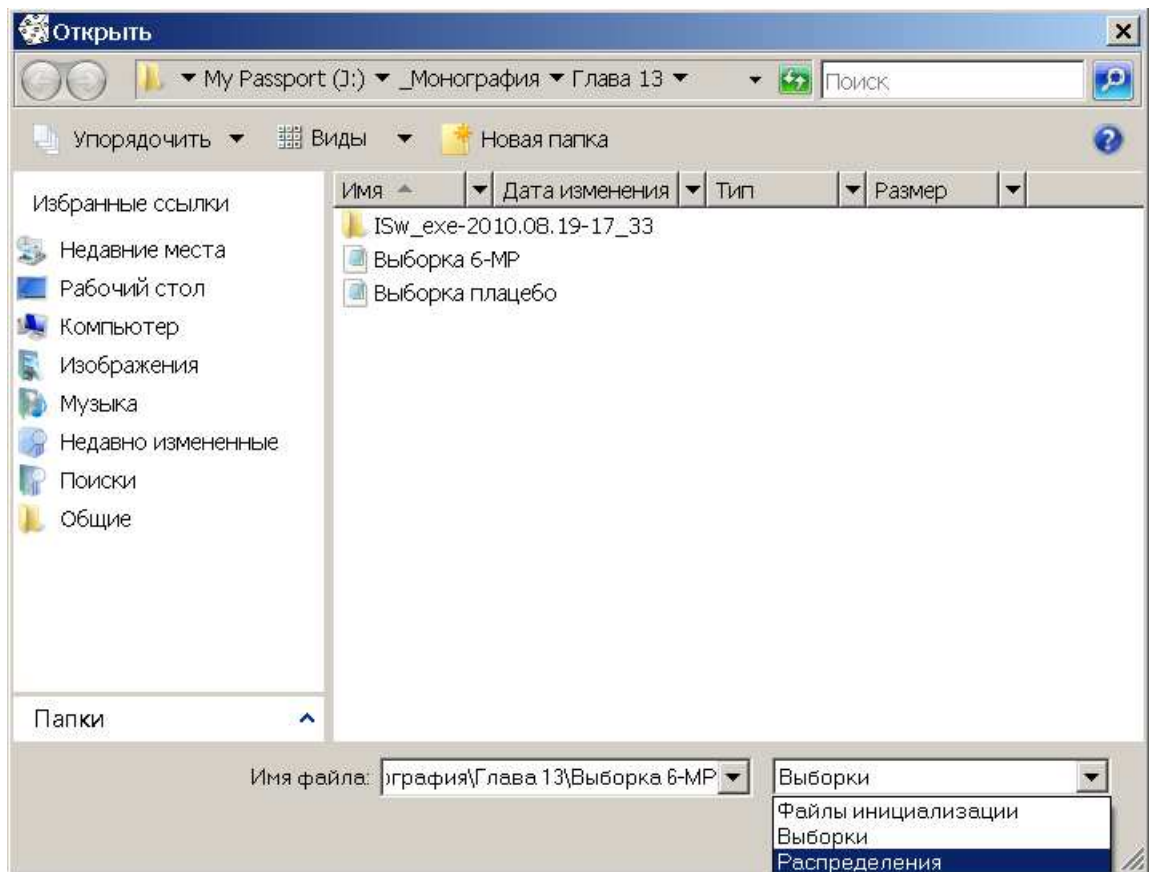 Открыть
My Passport (J:) _Монография Глава 13 Поиск
Упорядочить Виды Новая папка
Избранные ссылки
Недавние места
Рабочий стол
Компьютер
Изображения
Музыка
Недавно измененные
Поиски
Общие
Папки
Имя Дата изменения Тип Размер
ISw_exe-2010.08.19-17_33
Выборка 6-МР
Выборка плацебо
Имя файла: ография\Глава 13\Выборка 6-МР Выборки
Файлы инициализации
Выборки
Распределения